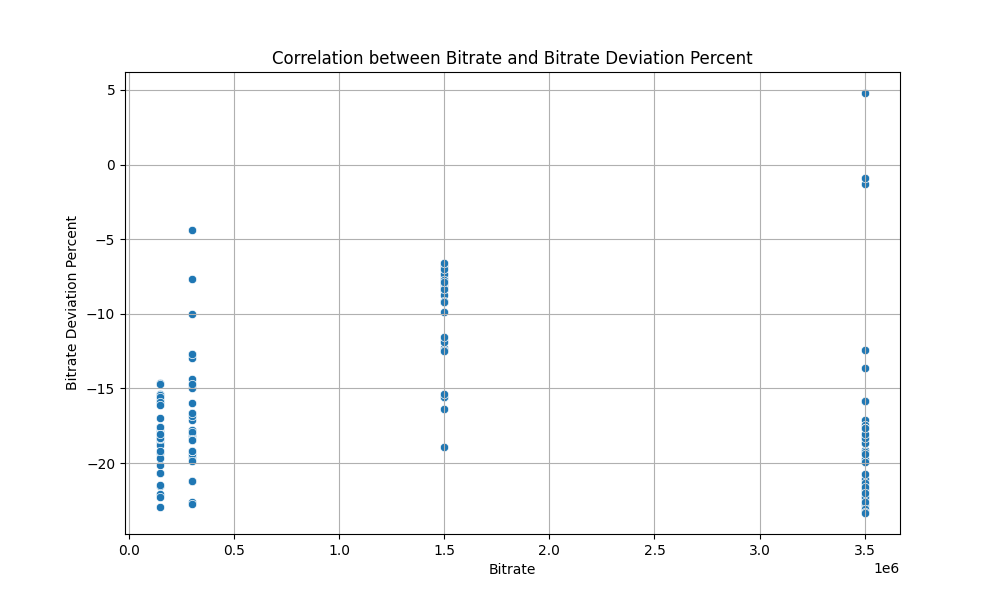 Correlation between Bitrate and Bitrate Deviation Percent
Bitrate Deviation Percent
5
0
−5
−10
−15
−20
0.0 0.5 1.0 1.5 2.0 2.5 3.0 3.5
1e6
Bitrate